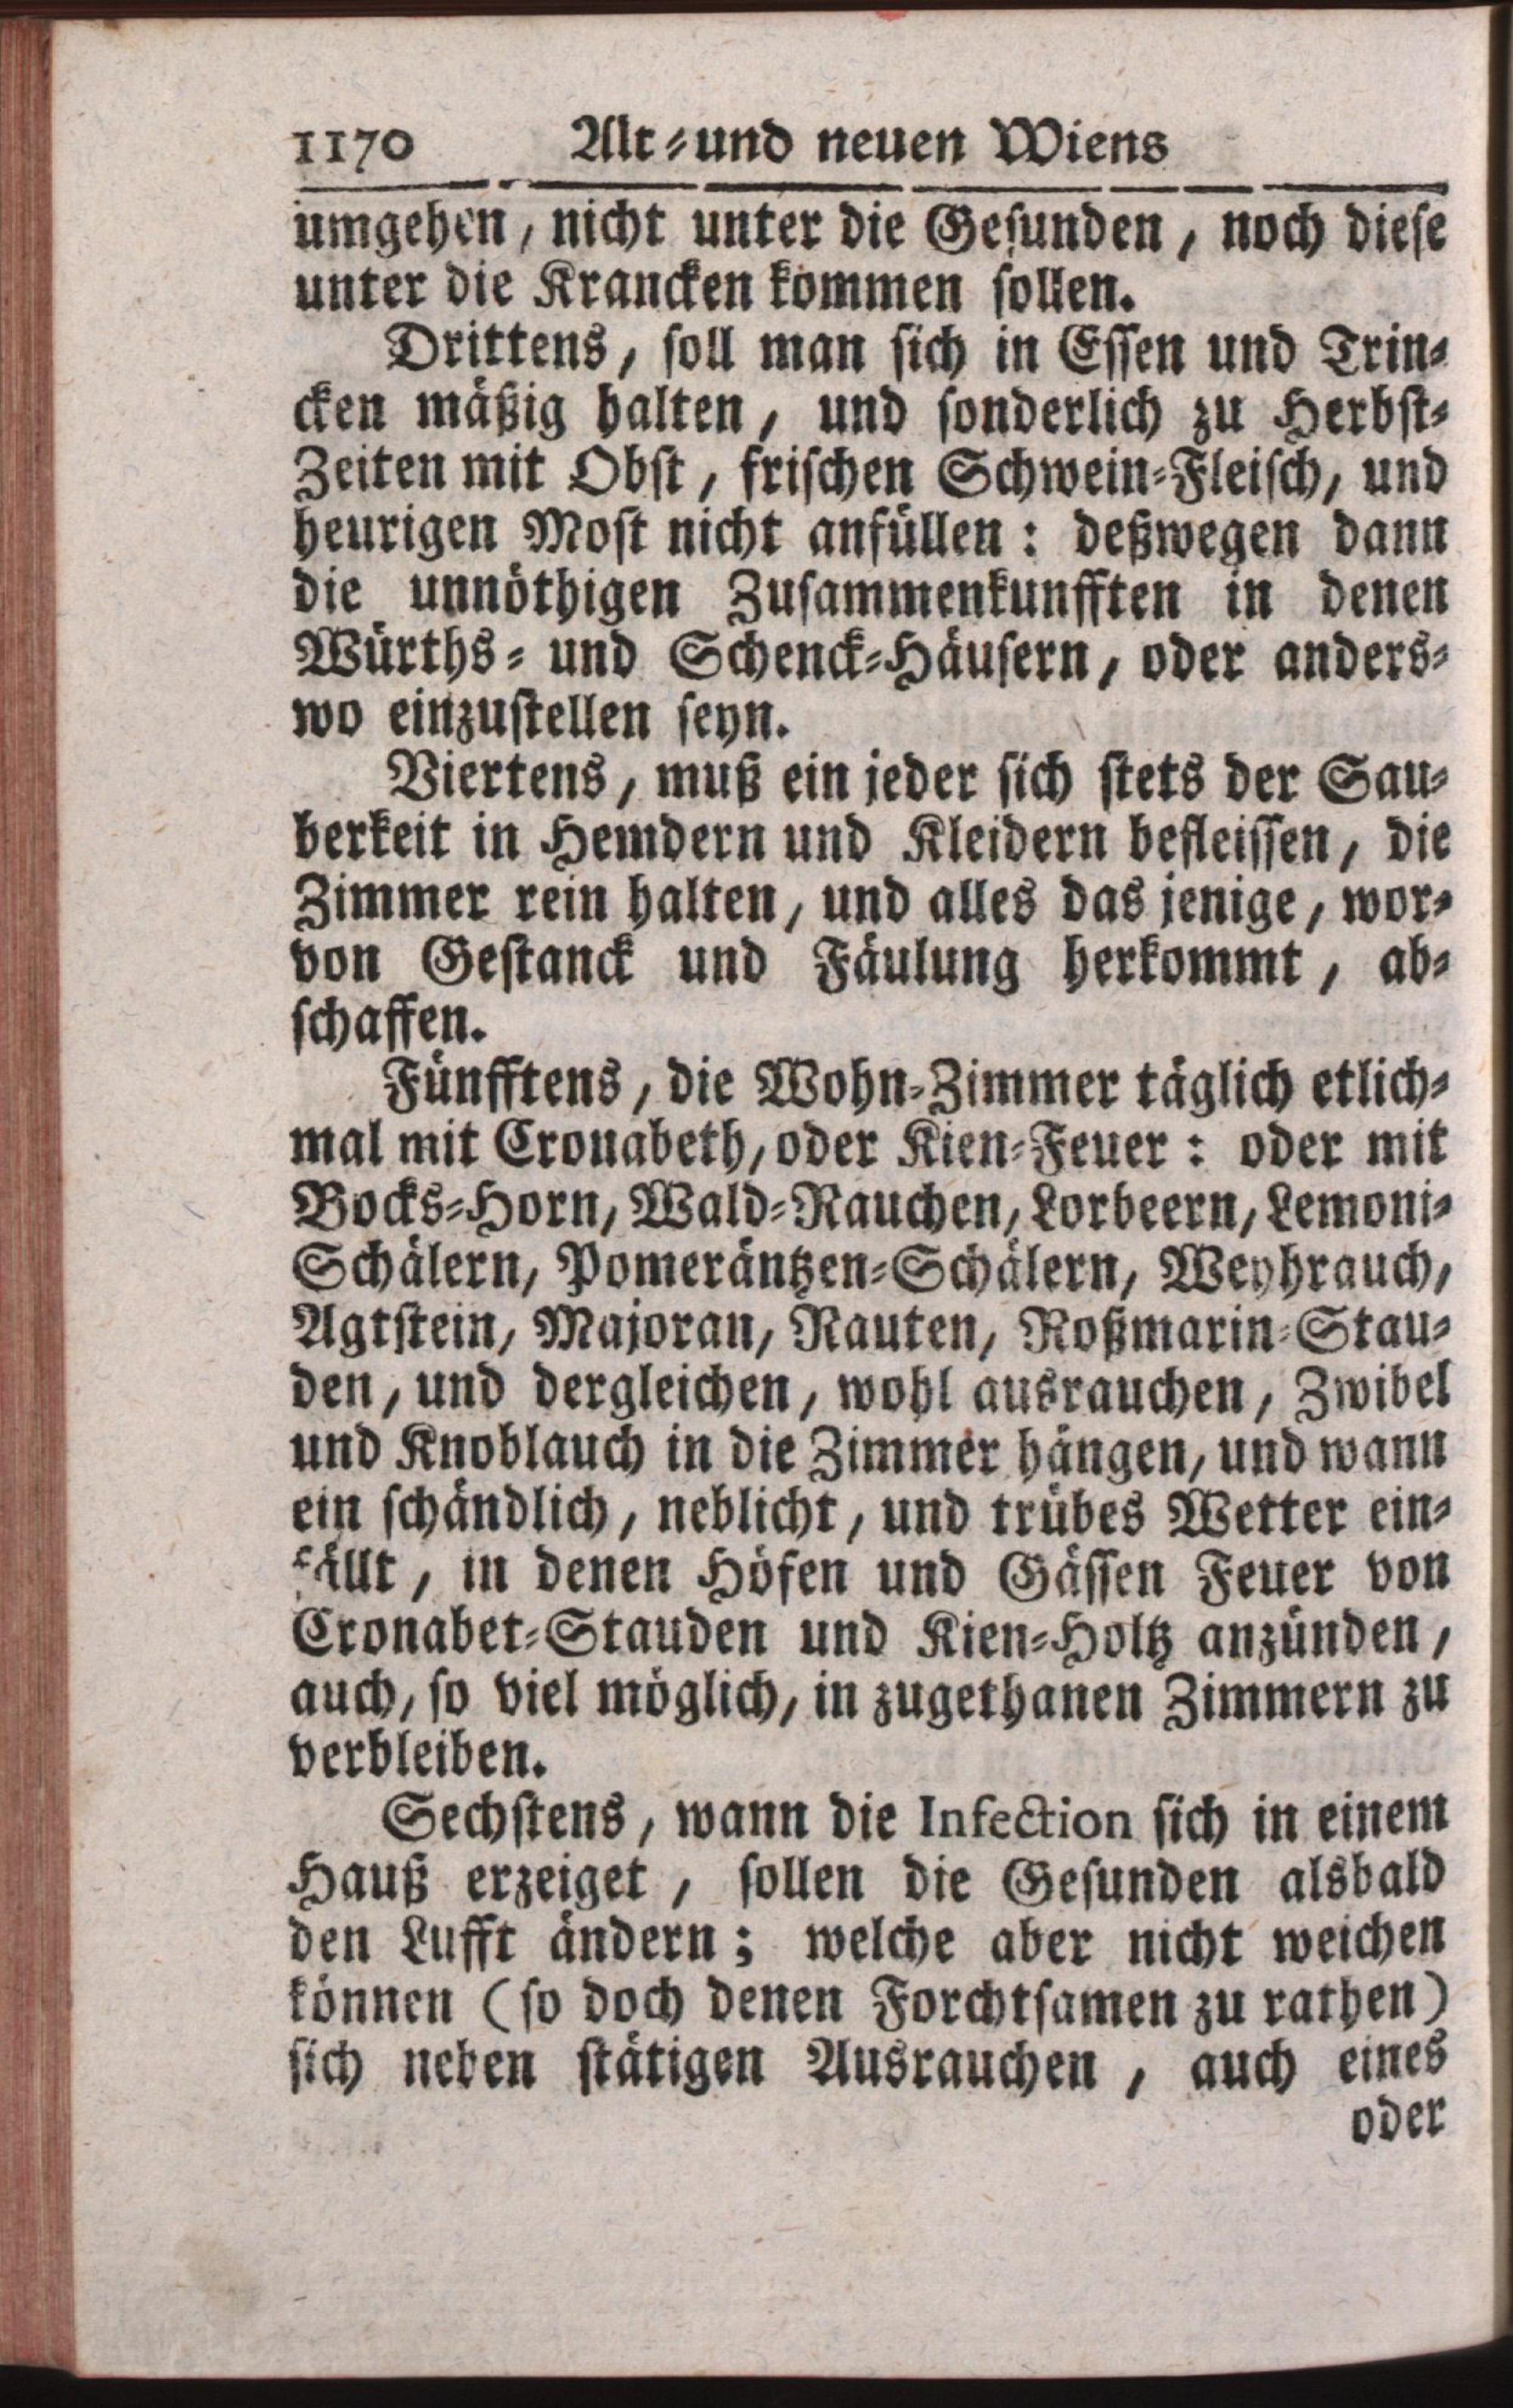 1170 Alt-und neuen Wiens
umgehen, nicht unter die Gesunden, noch diese
unter die Krancken kommen sollen.
Drittens, soll man sich in Essen und Trin-
cken mäßig halten, und sonderlich zu Herbst-
Zeiten mit Obst, frischen Schwein-Fleisch, und
heurigen Most nicht anfüllen: deßwegen dann
die unnöthigen Zusammenkunfften in denen
Würths- und Schenck-Häusern, oder anders-
wo einzustellen seyn.
Viertens, muß ein jeder sich stets der Sau-
berkeit in Hemdern und Kleidern befleissen, die
Zimmer rein halten, und alles das jenige, wor-
von Gestanck und Fäulung herkommt, ab-
schaffen.
Fünfftens, die Wohn-Zimmer täglich etlich-
mal mit Cronabeth, oder Kien-Feuer: oder mit
Bocks-Horn, Wald-Rauchen, Lorbeern, Lemoni-
Schälern, Pomeräntzen-Schälern, Weyhrauch,
Agtstein, Majoran, Rauten, Roßmarin-Stau-
den, und dergleichen, wohl ausrauchen, Zwibel
und Knoblauch in die Zimmer hängen, und wann
ein schändlich, neblicht, und trübes Wetter ein-
fällt, in denen Höfen und Gässen Feuer von
Cronabet-Stauden und Kien-Holtz anzünden,
auch, so viel möglich, in zugethanen Zimmern zu
verbleiben.
Sechstens, wann die Infection sich in einem
Hauß erzeiget, sollen die Gesunden alsbald
den Lufft ändern; welche aber nicht weichen
können (so doch denen Forchtsamen zu rathen)
sich neben stätigen Ausrauchen, auch eines
oder